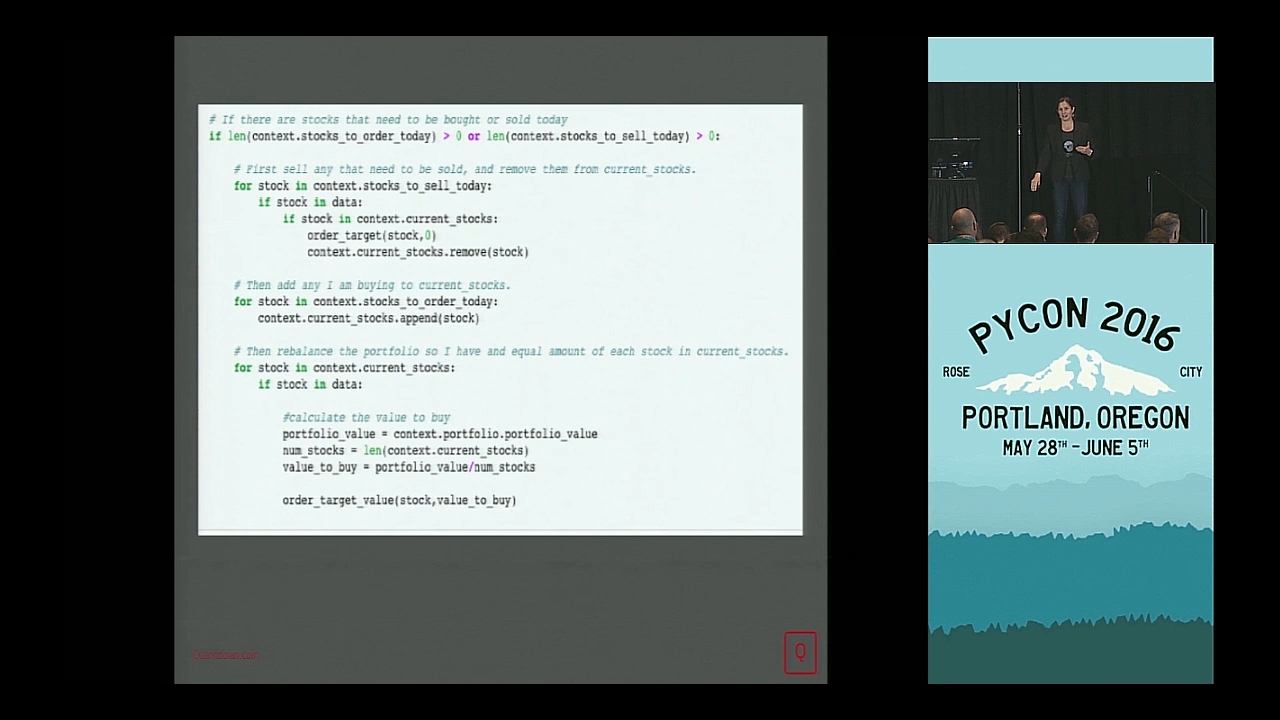 # If there are stocks that need to be bought or sold today
if len(context.stocks_to_order_today) > 0 or len(context.stocks_to_sell_today) > 0:
# First sell any that need to be sold, and remove them from current_stocks.
for stock in context.stocks_to_sell_today:
if stock in data:
if stock in context.current_stocks:
order_target(stock,0)
context.current_stocks.remove(stock)
# Then add any I am buying to current_stocks.
for stock in context.stocks_to_order_today:
context.current_stocks.append(stock)
# Then rebalance the portfolio so I have and equal amount of each stock in current_stocks.
for stock in context.current_stocks:
if stock in data:
#calculate the value to buy
portfolio_value = context.portfolio.portfolio_value
num_stocks = len(context.current_stocks)
value_to_buy = portfolio_value/num_stocks
order_target_value(stock,value_to_buy)
Q
PYCON 2016
ROSE CITY
PORTLAND, OREGON
MAY 28TH - JUNE 5TH